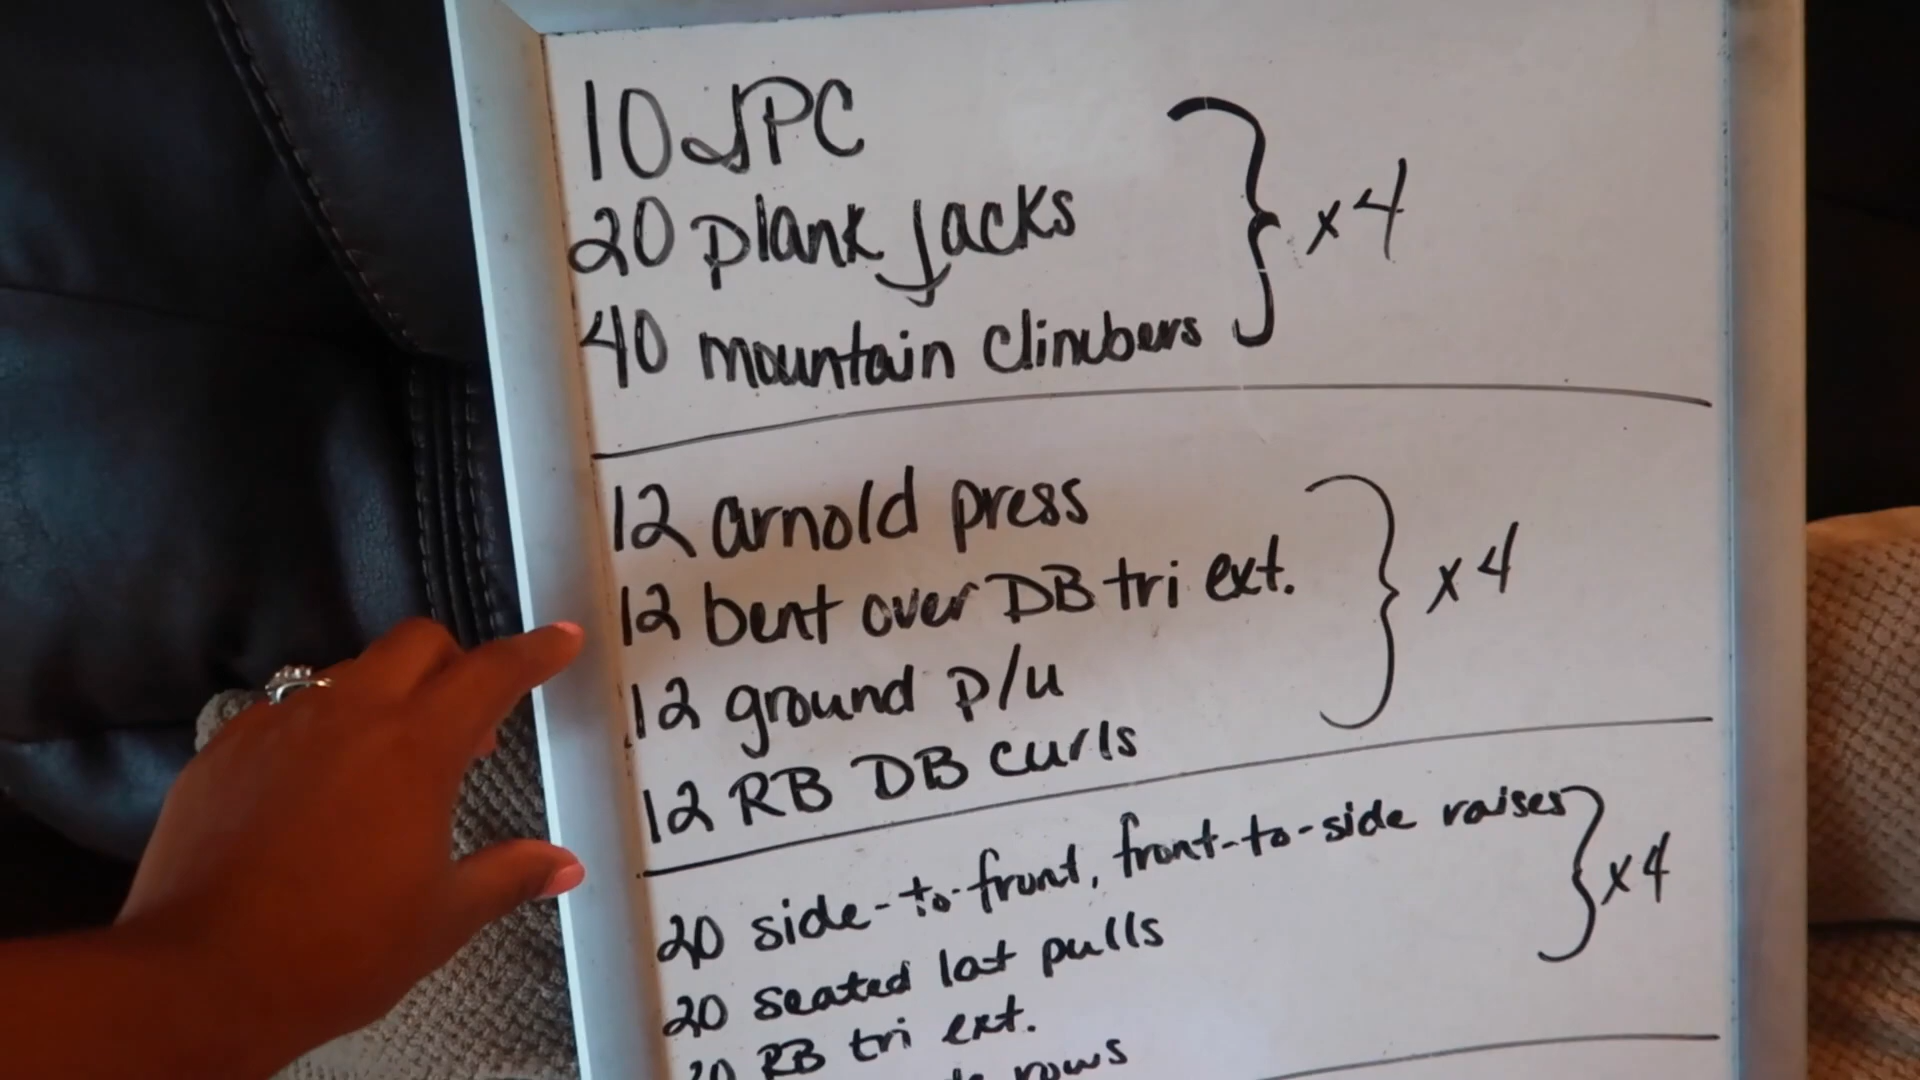 10 JPC
20 plank jacks
40 mountain climbers
x4
12 arnold press
12 bent over DB tri ext.
12 ground p/u
12 RB DB curls
x4
20 side-to-front, front-to-side raises
20 seated lat pulls
20 RB tri ext.
x4
rows